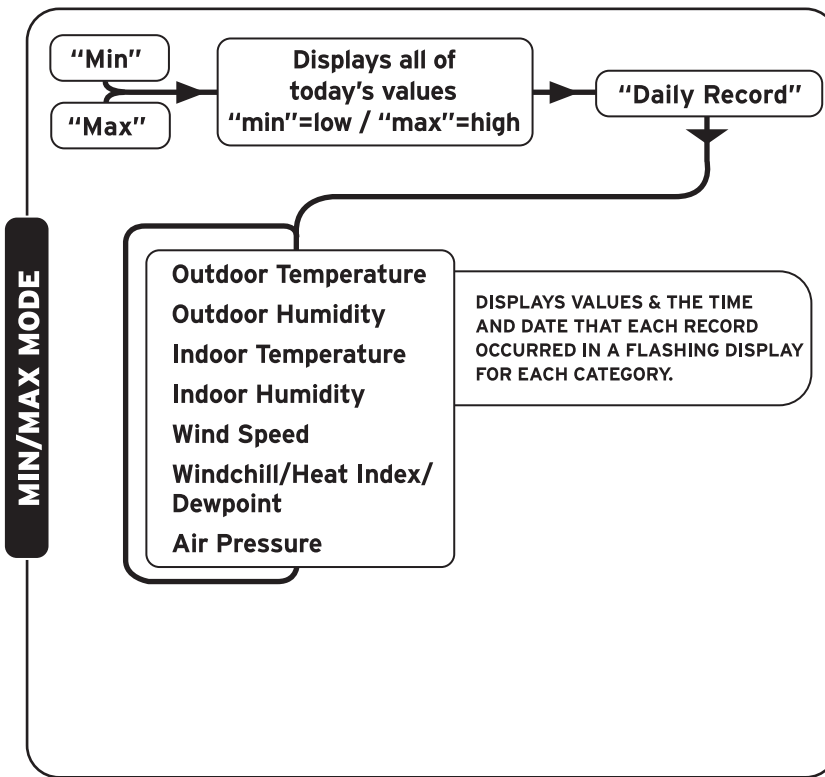 “Min”
“Max”
Displays all of
today's values
“min”=low / “max”=high
“Daily Record”
MIN/MAX MODE
Outdoor Temperature
Outdoor Humidity
Indoor Temperature
Indoor Humidity
Wind Speed
Windchill/Heat Index/
Dewpoint
Air Pressure
DISPLAYS VALUES & THE TIME
AND DATE THAT EACH RECORD
OCCURRED IN A FLASHING DISPLAY
FOR EACH CATEGORY.